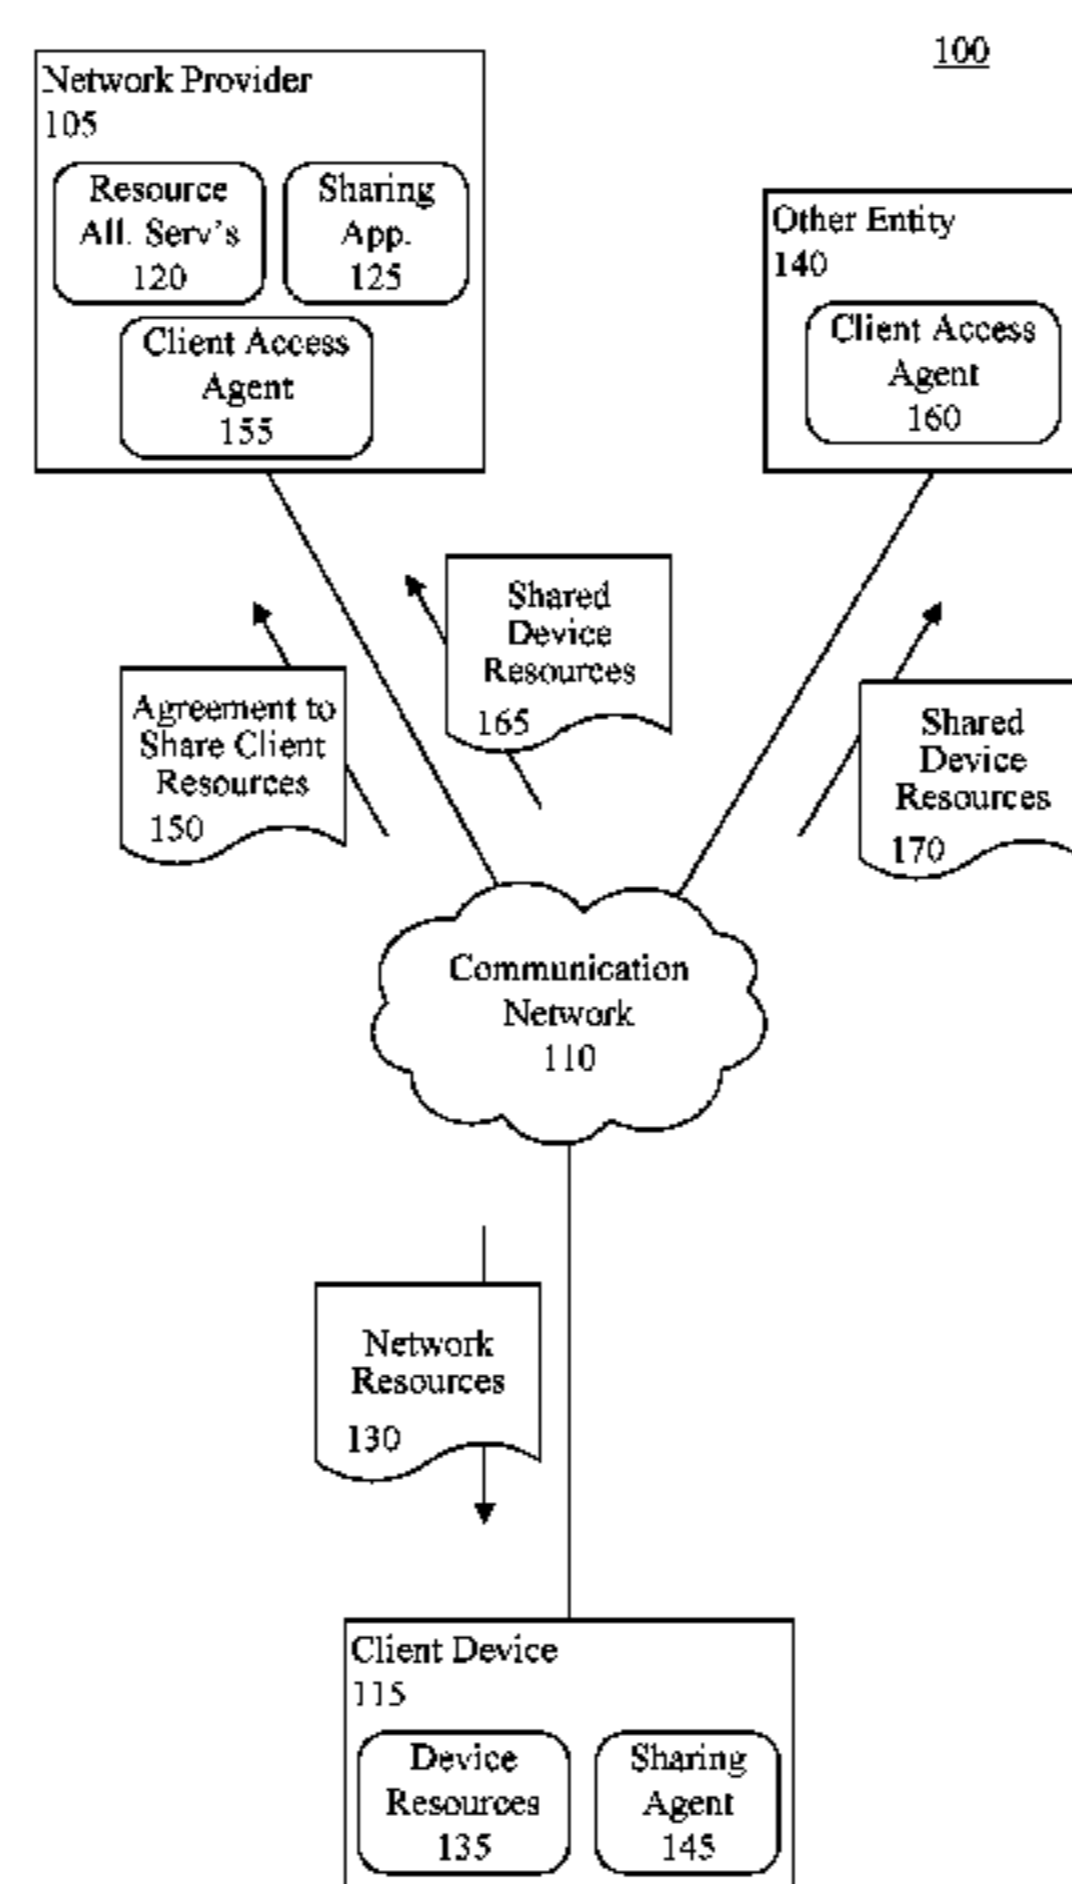 100
Network Provider
105
Resource
All. Serv's
120
Sharing
App.
125
Client Access
Agent
155
Other Entity
140
Client Access
Agent
160
Shared
Device
Resources
165
Agreement to
Share Client
Resources
150
Shared
Device
Resources
170
Communication
Network
110
Network
Resources
130
Client Device
115
Device
Resources
135
Sharing
Agent
145